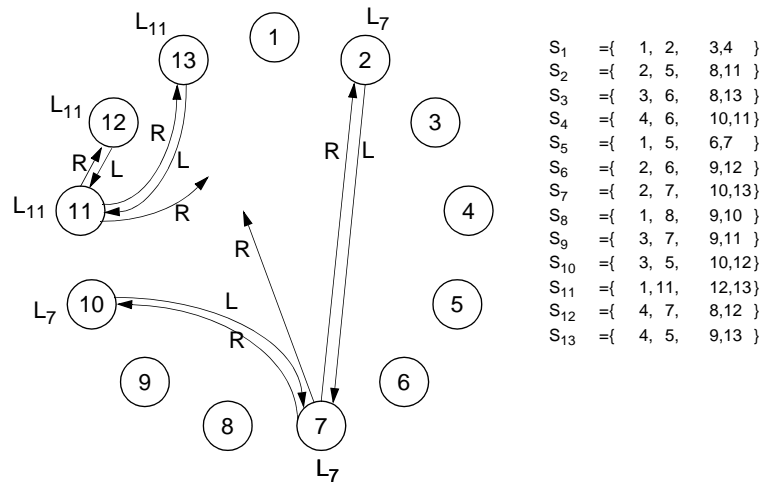 L11
1
L7
13
2
L11
12
R
L
R
L
R
L
3
L11
11
R
4
R
L7
10
L
R
5
9
6
8
7
L7
S1 ={ 1, 2, 3,4 }
S2 ={ 2, 5, 8,11 }
S3 ={ 3, 6, 8,13 }
S4 ={ 4, 6, 10,11 }
S5 ={ 1, 5, 6,7 }
S6 ={ 2, 6, 9,12 }
S7 ={ 2, 7, 10,13 }
S8 ={ 1, 8, 9,10 }
S9 ={ 3, 7, 9,11 }
S10 ={ 3, 5, 10,12 }
S11 ={ 1,11, 12,13 }
S12 ={ 4, 7, 8,12 }
S13 ={ 4, 5, 9,13 }